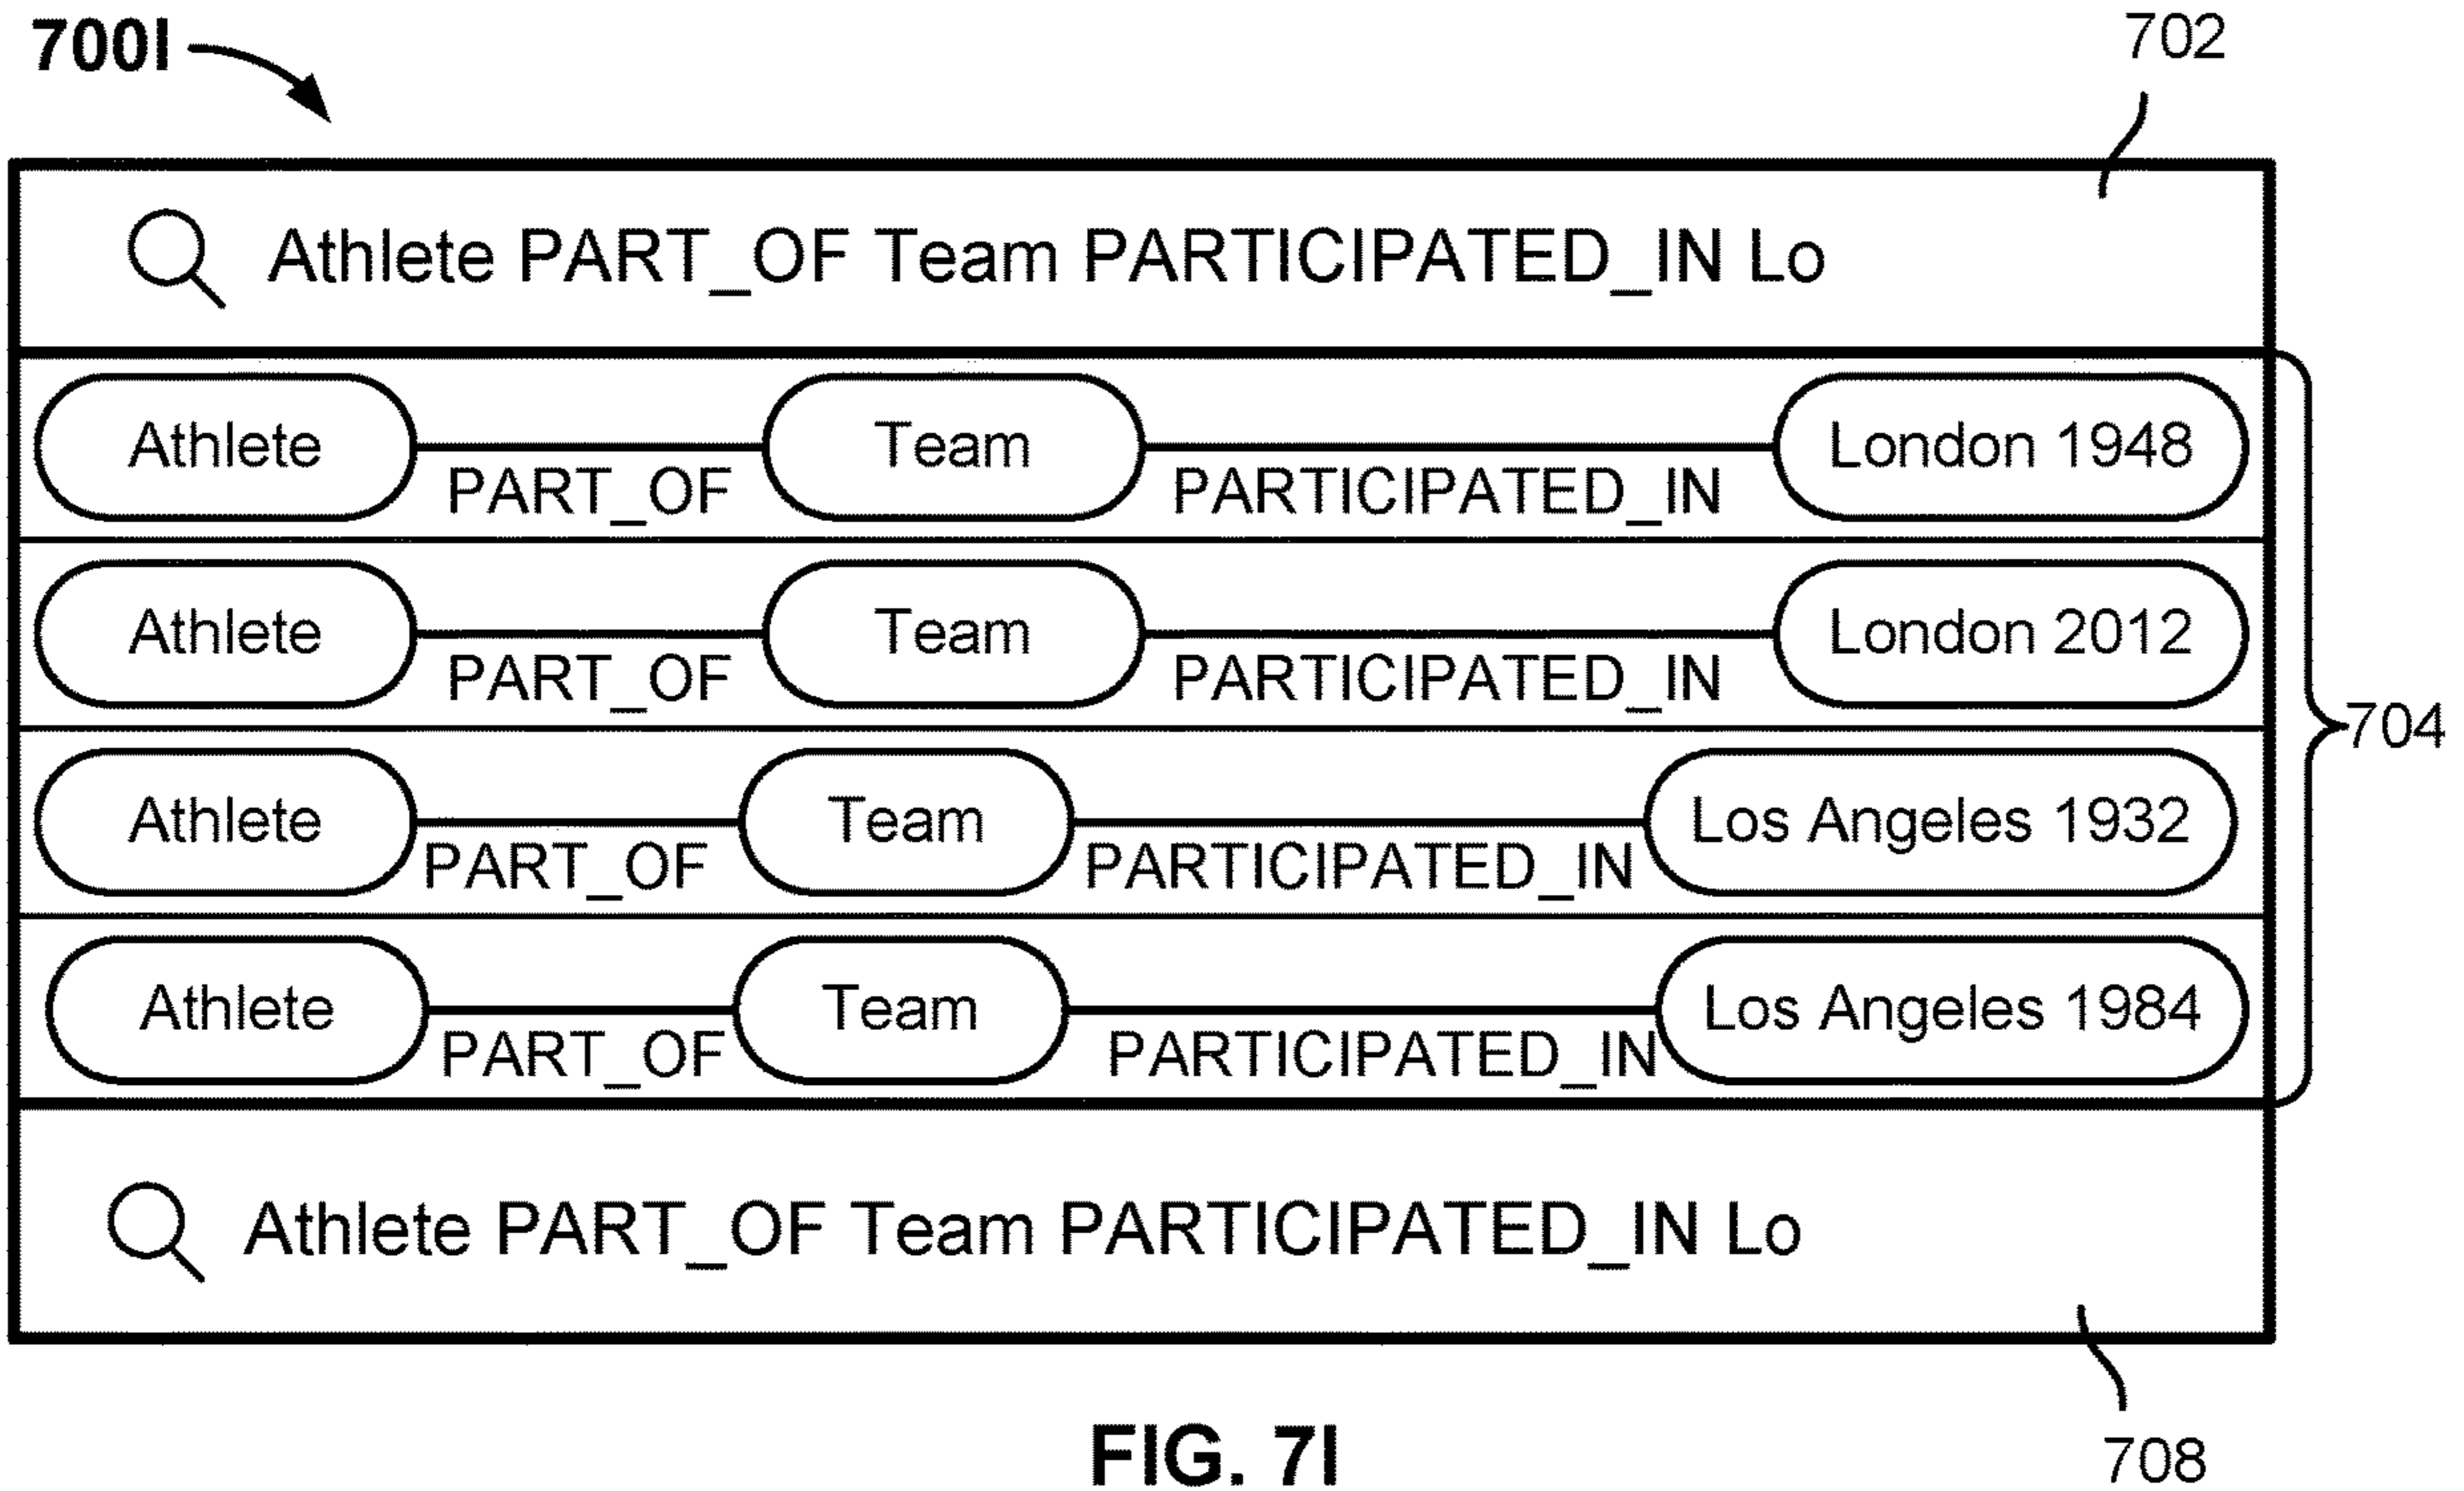 700I
702
Athlete PART_OF Team PARTICIPATED_IN Lo
Athlete PART_OF Team PARTICIPATED_IN London 1948
Athlete PART_OF Team PARTICIPATED_IN London 2012
704
Athlete PART_OF Team PARTICIPATED_IN Los Angeles 1932
Athlete PART_OF Team PARTICIPATED_IN Los Angeles 1984
Athlete PART_OF Team PARTICIPATED_IN Lo
708
FIG. 7I